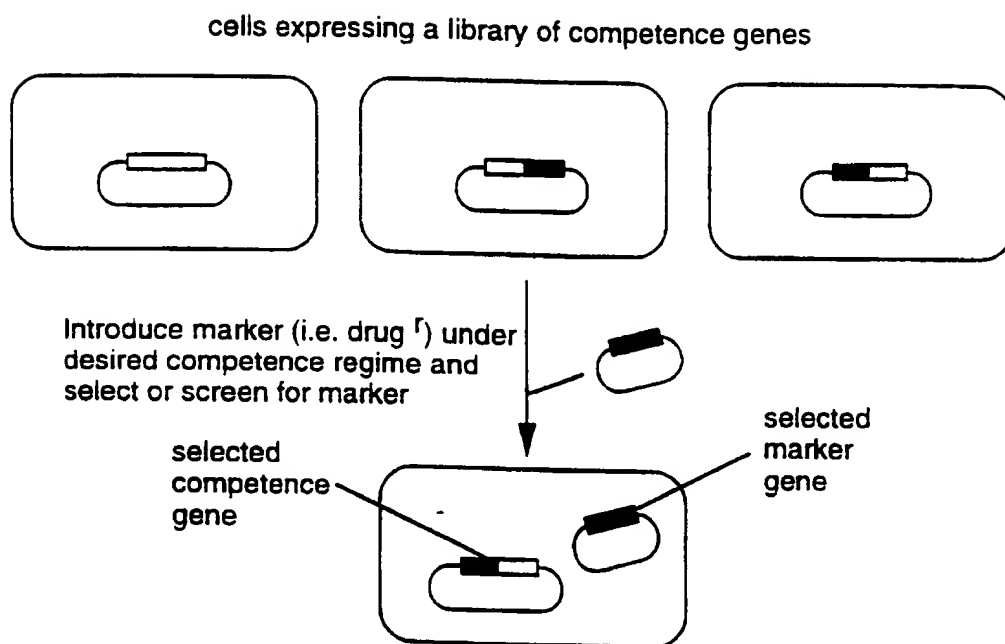 cells expressing a library of competence genes
Introduce marker (i.e. drug r) under
desired competence regime and
select or screen for marker
selected
competence
gene
selected
marker
gene